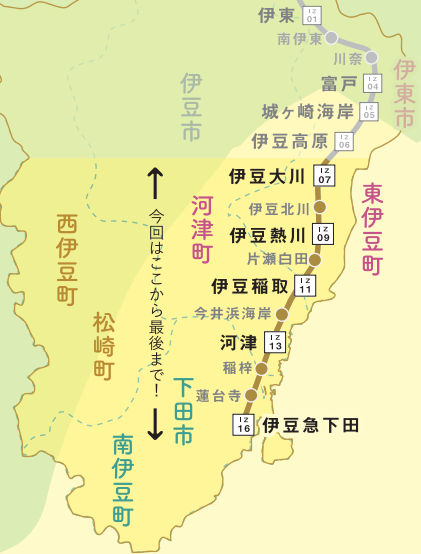 伊東
IZ
01
南伊東
川奈
富戸
IZ
04
城ヶ崎海岸
IZ
05
伊豆高原
IZ
06
伊豆大川
IZ
07
伊豆北川
伊豆熱川
IZ
09
片瀬白田
伊豆稲取
IZ
11
今井浜海岸
河津
IZ
13
稲梓
蓮台寺
IZ
16
伊豆急下田
伊東市
伊豆市
東伊豆町
河津町
西伊豆町
松崎町
下田市
南伊豆町
今回はここから最後まで！